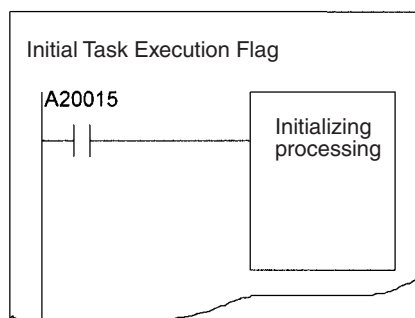 Initial Task Execution Flag
A20015
Initializing
processing